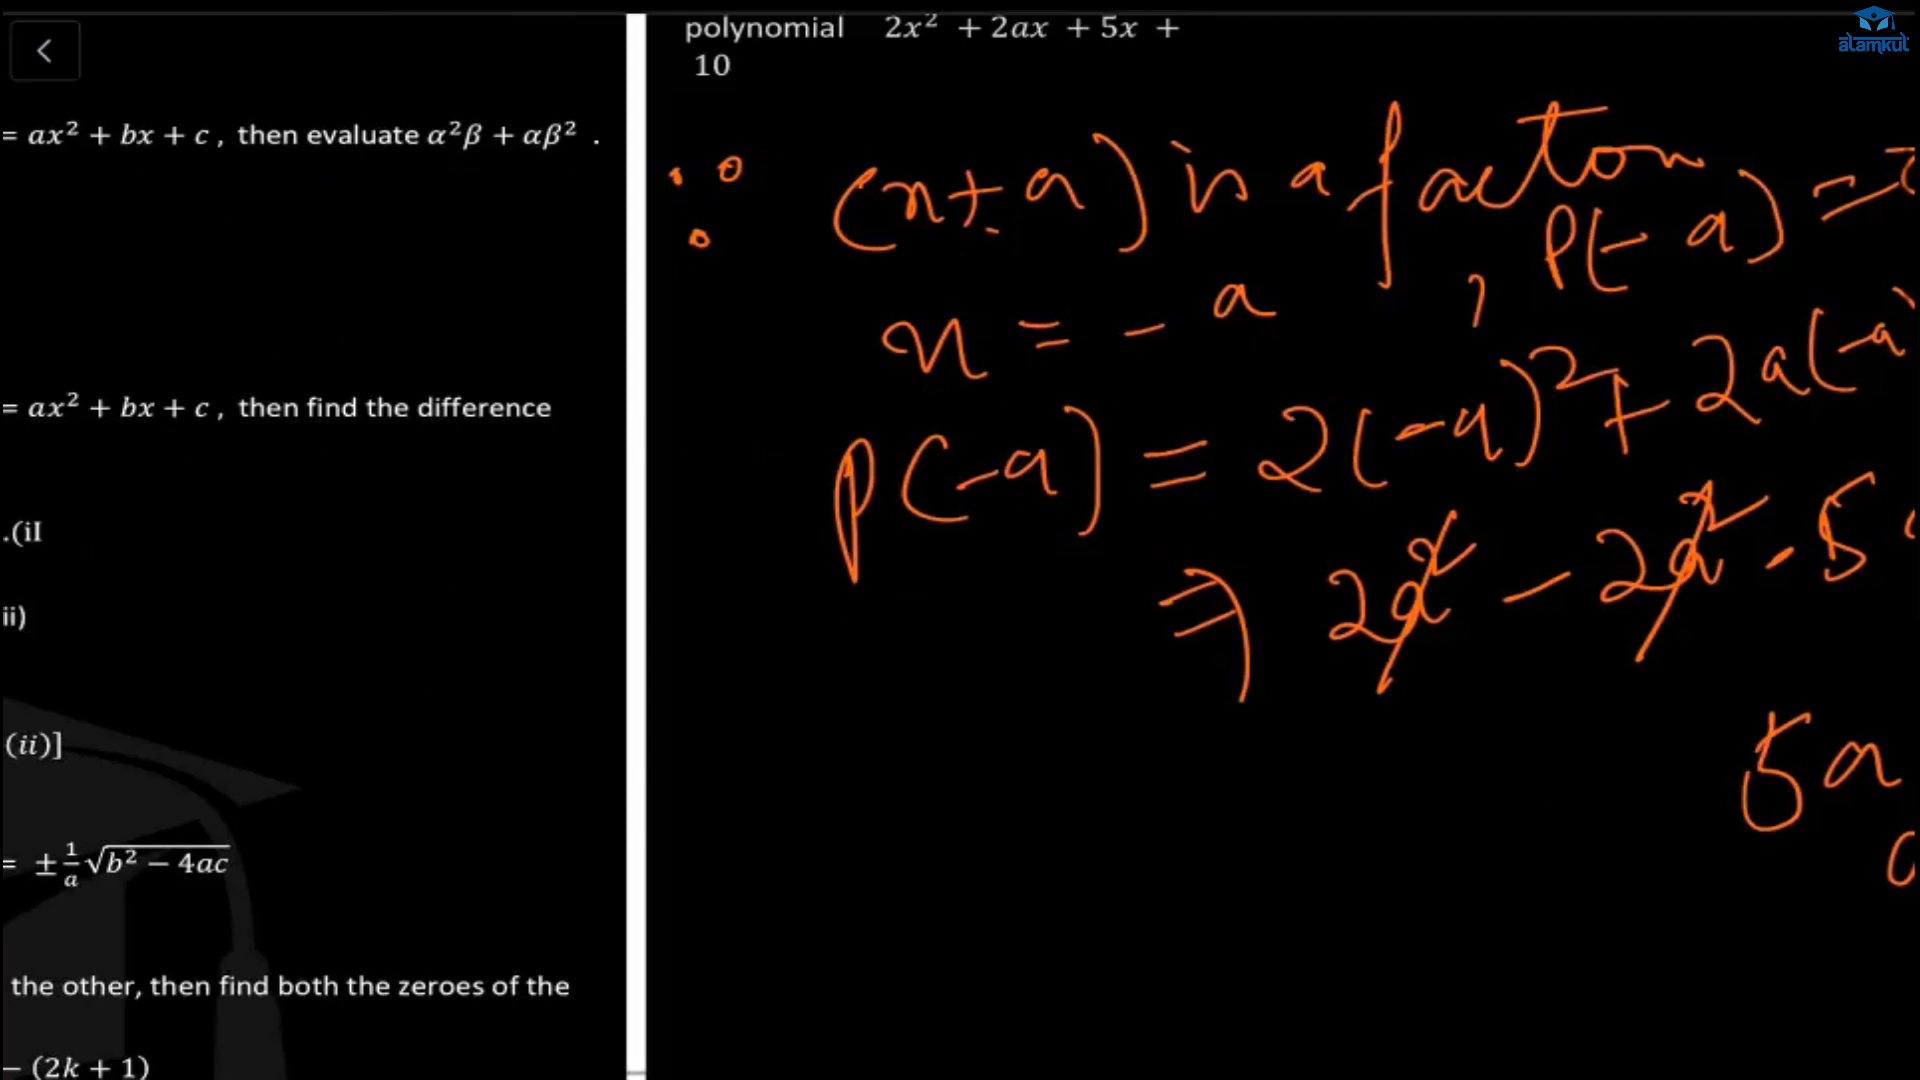 = ax² + bx + c , then evaluate α²β + αβ² .
= ax² + bx + c , then find the difference
.(iI
ii)
(ii)]
= ±1/a √b² − 4ac
the other, then find both the zeroes of the
− (2k + 1)
polynomial 2x² + 2ax + 5x +
10
∵ (x + a) is a factor
x = - a , P(- a) =
p(-a) = 2(-a)² + 2a(-a
⇒ 2a² - 2a² - 5
5a
alamkul